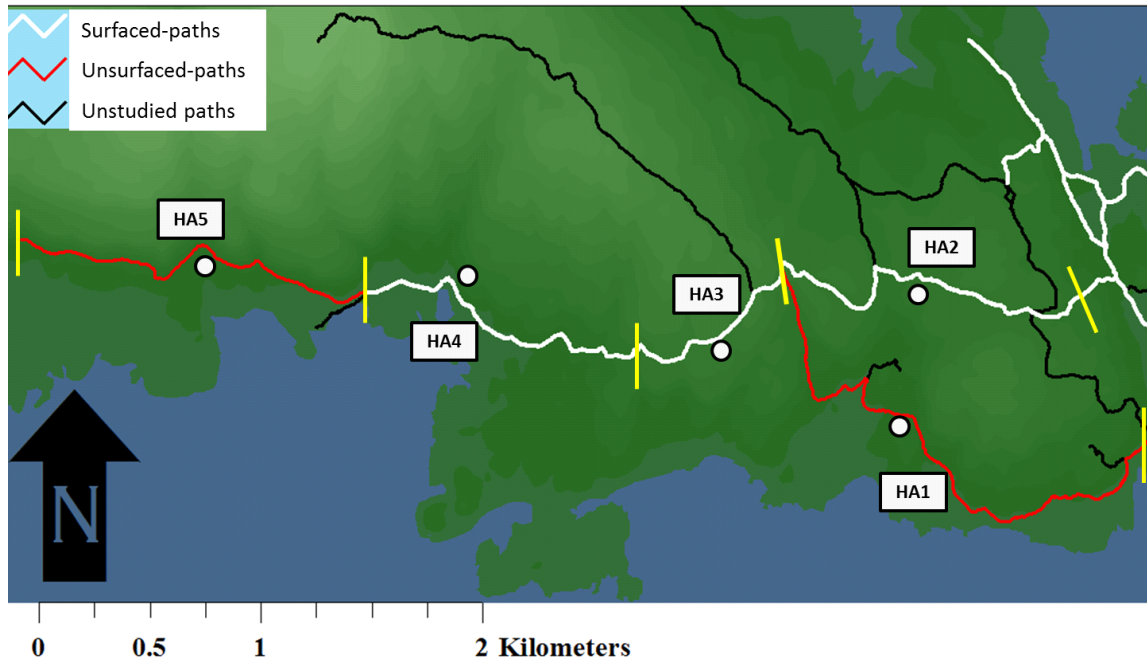 Surfaced-paths
Unsurfaced-paths
Unstudied paths
HA5
HA2
HA3
HA4
HA1
N
0 0.5 1 2 Kilometers